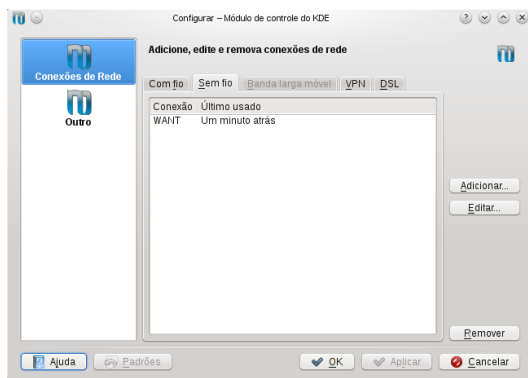 Configurar – Módulo de controle do KDE
Conexões de Rede
Outro
Adicione, edite e remova conexões de rede
Com fio Sem fio Banda larga móvel VPN DSL
Conexão Último usado
WANT Um minuto atrás
Adicionar...
Editar...
Remover
Ajuda Padrões OK Aplicar Cancelar